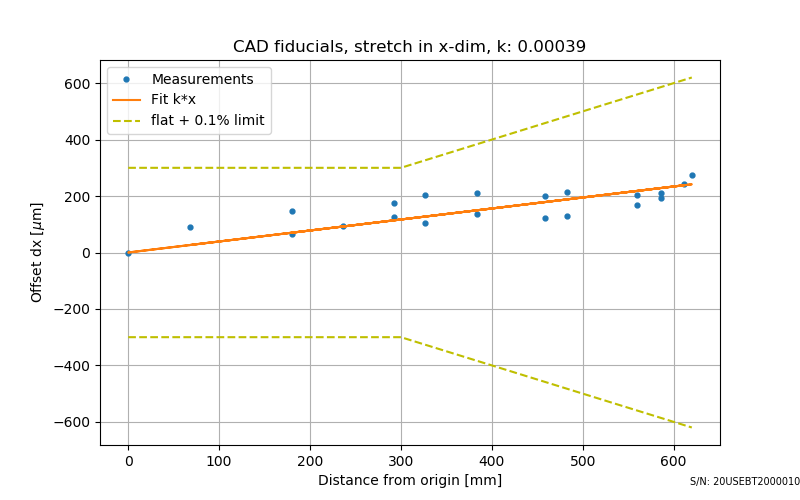 CAD fiducials, stretch in x-dim, k: 0.00039
Measurements
Fit k*x
flat + 0.1% limit
Offset dx [μm]
600
400
200
0
−200
−400
−600
0 100 200 300 400 500 600
Distance from origin [mm]
S/N: 20USEBT2000010